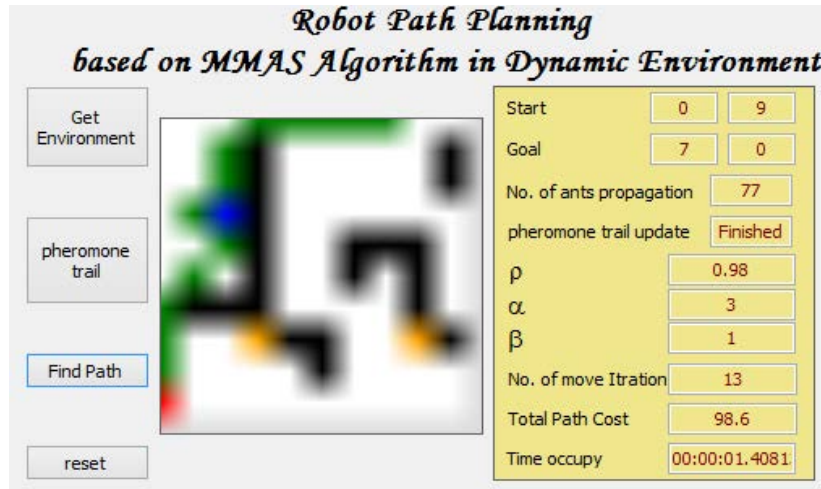 Robot Path Planning
based on MMAS Algorithm in Dynamic Environment
Get
Environment
pheromone
trail
Find Path
reset
Start 0 9
Goal 7 0
No. of ants propagation 77
pheromone trail update Finished
ρ 0.98
α 3
β 1
No. of move Itration 13
Total Path Cost 98.6
Time occupy 00:00:01.4081